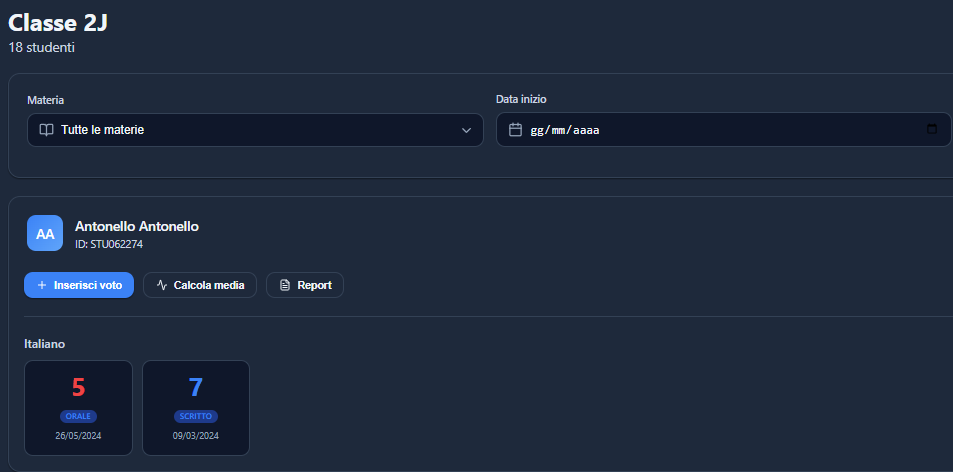 Classe 2J
18 studenti
Materia
Data inizio
Tutte le materie
gg/mm/aaaa
AA
Antonello Antonello
ID: STU062274
+ Inserisci voto
Calcola media
Report
Italiano
5
ORALE
26/05/2024
7
SCRITTO
09/03/2024